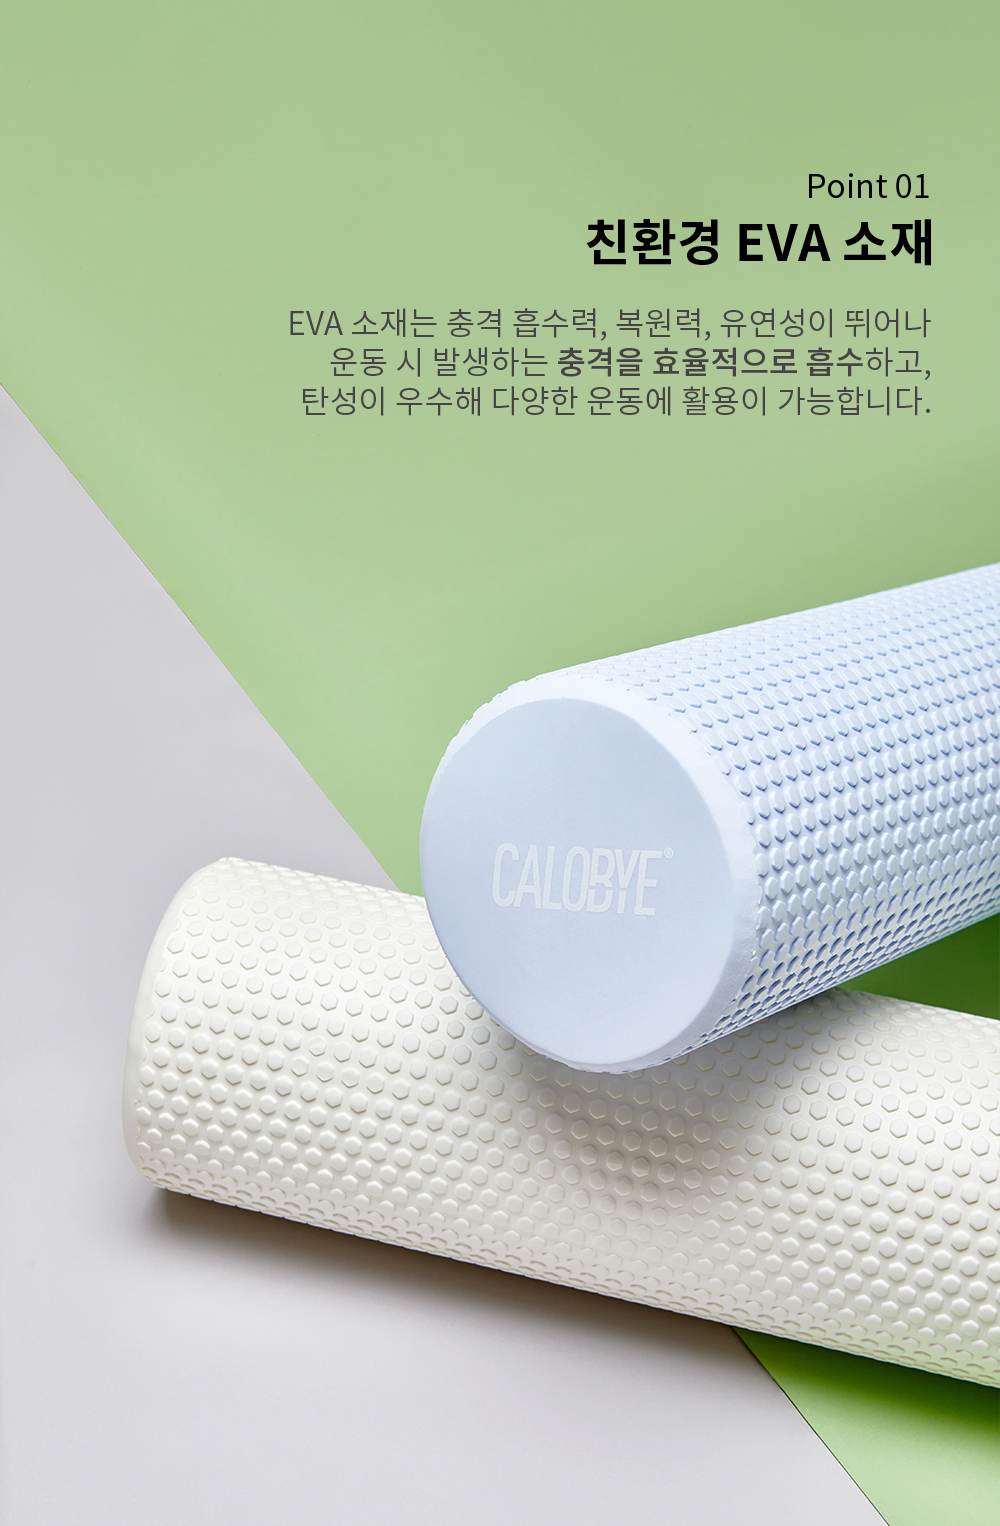 Point 01
친환경 EVA 소재
EVA 소재는 충격 흡수력, 복원력, 유연성이 뛰어나
운동 시 발생하는 충격을 효율적으로 흡수하고,
탄성이 우수해 다양한 운동에 활용이 가능합니다.
CALOBYE®